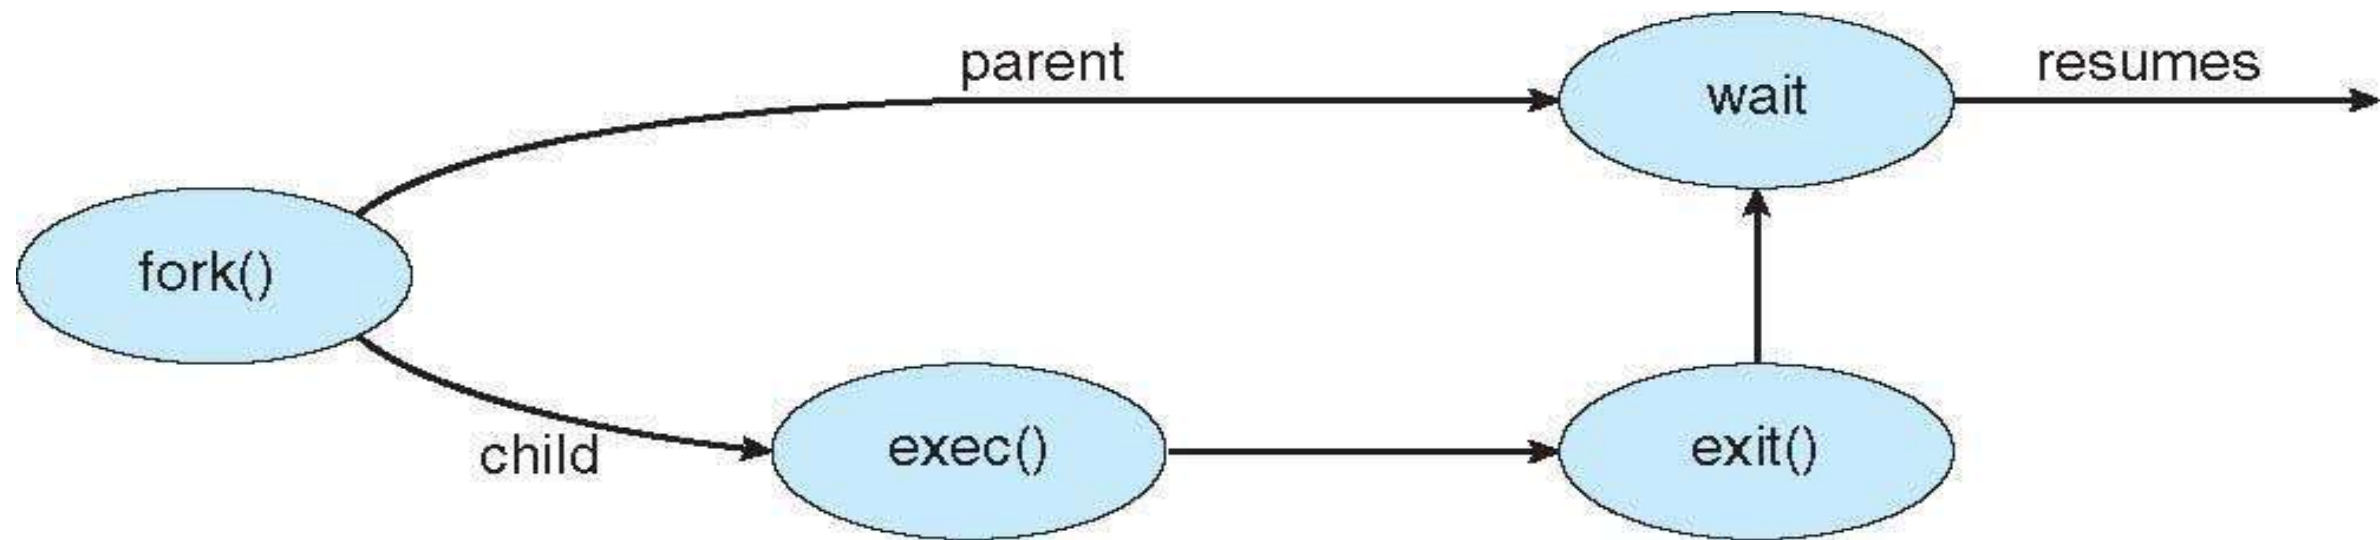 parent
wait
resumes
fork()
child
exec()
exit()